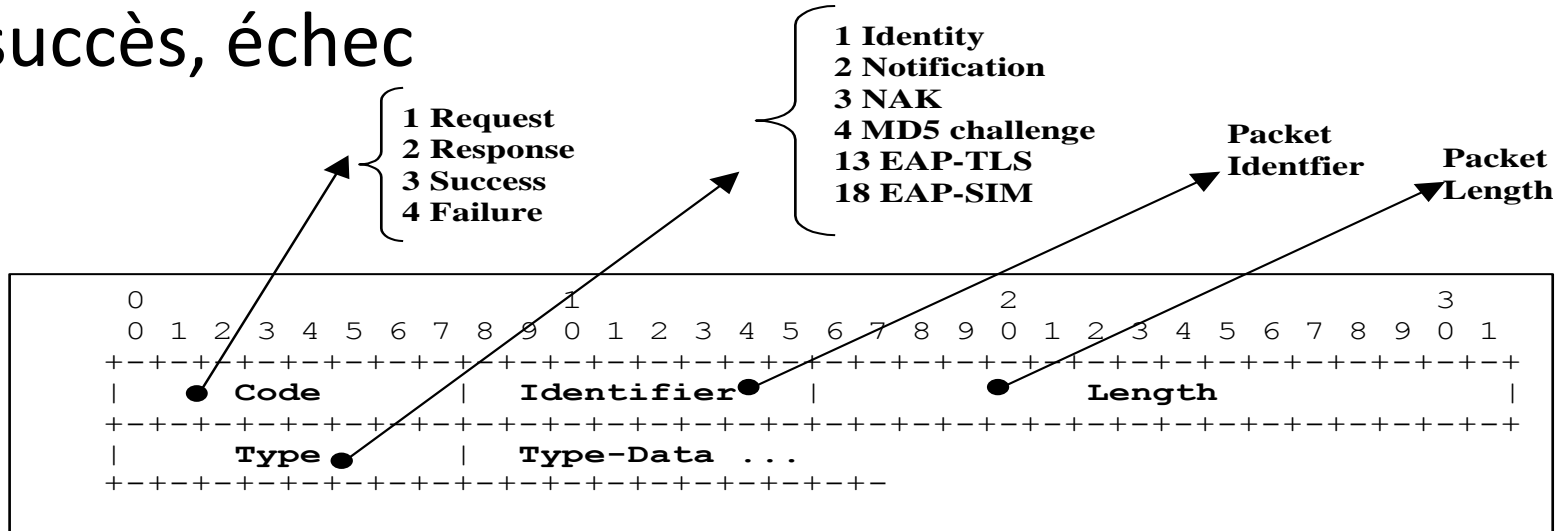 succès, échec
1 Request
2 Response
3 Success
4 Failure
1 Identity
2 Notification
3 NAK
4 MD5 challenge
13 EAP-TLS
18 EAP-SIM
Packet
Identfier
Packet
Length
0 1 2 3
0 1 2 3 4 5 6 7 8 9 0 1 2 3 4 5 6 7 8 9 0 1 2 3 4 5 6 7 8 9 0 1
+-+-+-+-+-+-+-+-+-+-+-+-+-+-+-+-+-+-+-+-+-+-+-+-+-+-+-+-+-+-+-+-+
| Code | Identifier | Length |
+-+-+-+-+-+-+-+-+-+-+-+-+-+-+-+-+-+-+-+-+-+-+-+-+-+-+-+-+-+-+-+-+
| Type | Type-Data ...
+-+-+-+-+-+-+-+-+-+-+-+-+-+-+-+-+-+-